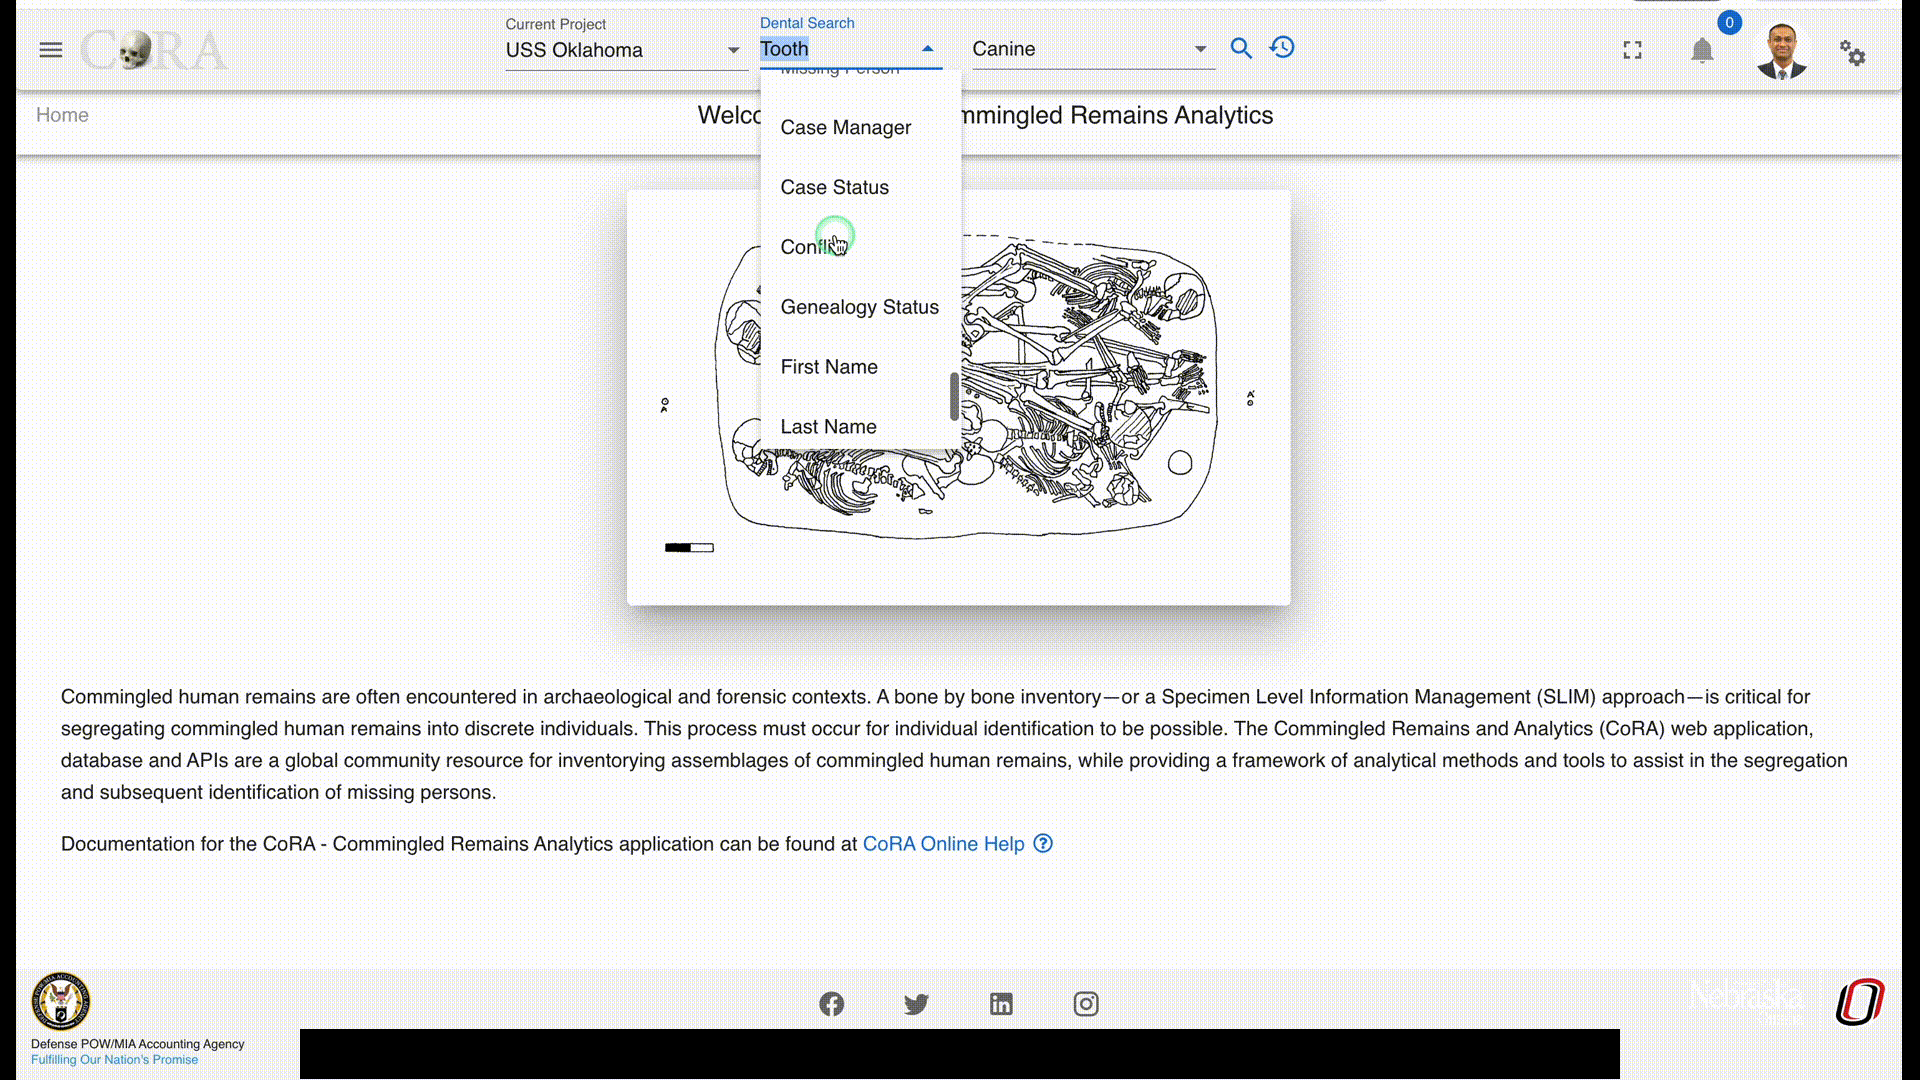 Current Project
USS Oklahoma
Dental Search
Tooth
Canine
0
CoRA
Home
Welco mmingled Remains Analytics
Missing Person
Case Manager
Case Status
Conflict
Genealogy Status
First Name
Last Name
Commingled human remains are often encountered in archaeological and forensic contexts. A bone by bone inventory—or a Specimen Level Information Management (SLIM) approach—is critical for
segregating commingled human remains into discrete individuals. This process must occur for individual identification to be possible. The Commingled Remains and Analytics (CoRA) web application,
database and APIs are a global community resource for inventorying assemblages of commingled human remains, while providing a framework of analytical methods and tools to assist in the segregation
and subsequent identification of missing persons.
Documentation for the CoRA - Commingled Remains Analytics application can be found at CoRA Online Help
Nebraska
Omaha
Defense POW/MIA Accounting Agency
Fulfilling Our Nation's Promise